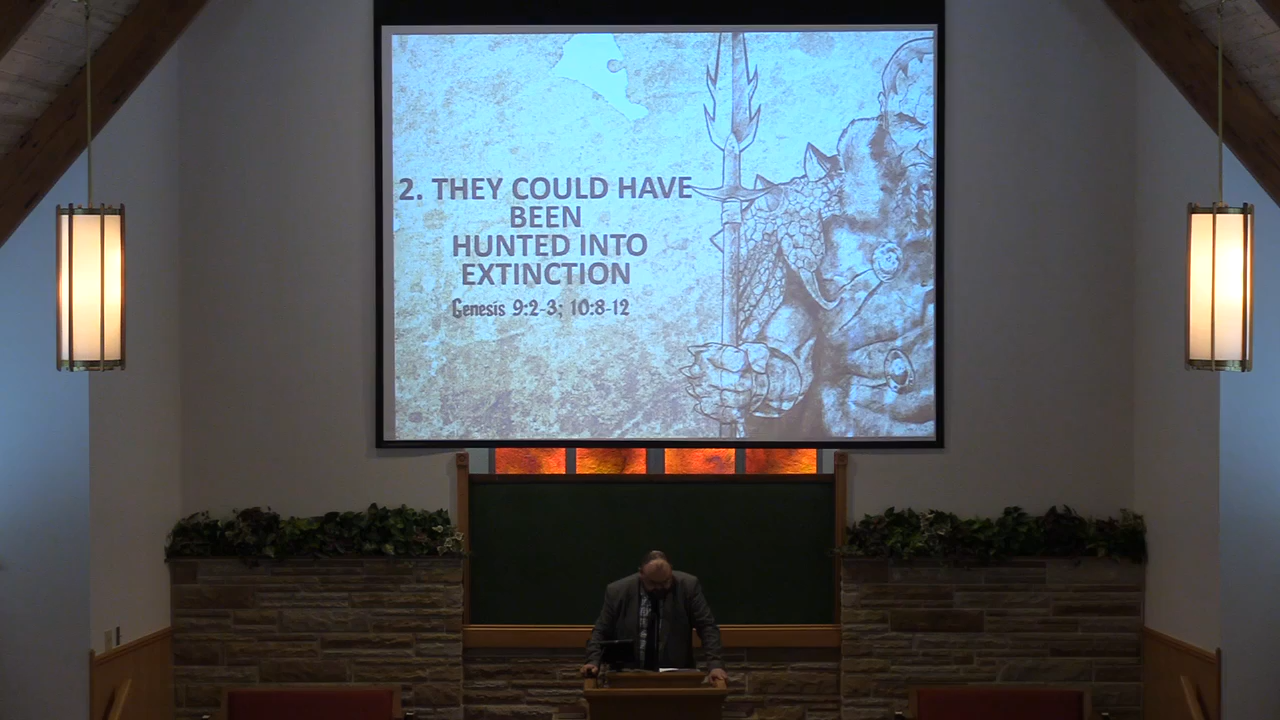 2. THEY COULD HAVE
BEEN
HUNTED INTO
EXTINCTION
Genesis 9:2-3; 10:8-12